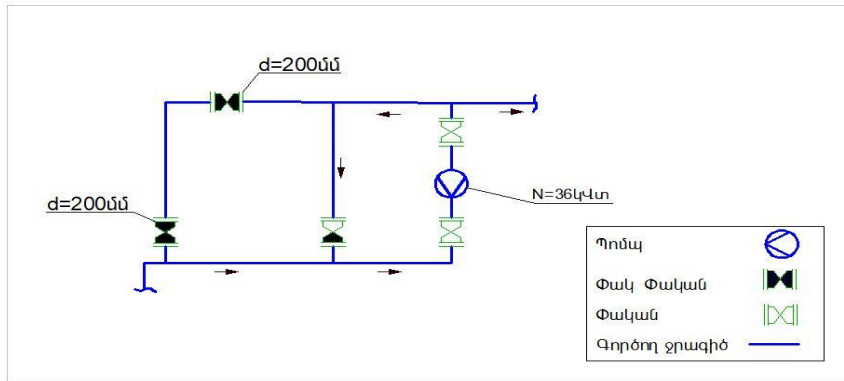 d=200մմ
d=200մմ
N=36կՎտ
Պոմպ
Փակ Փական
Փական
Գործող ջրագիծ